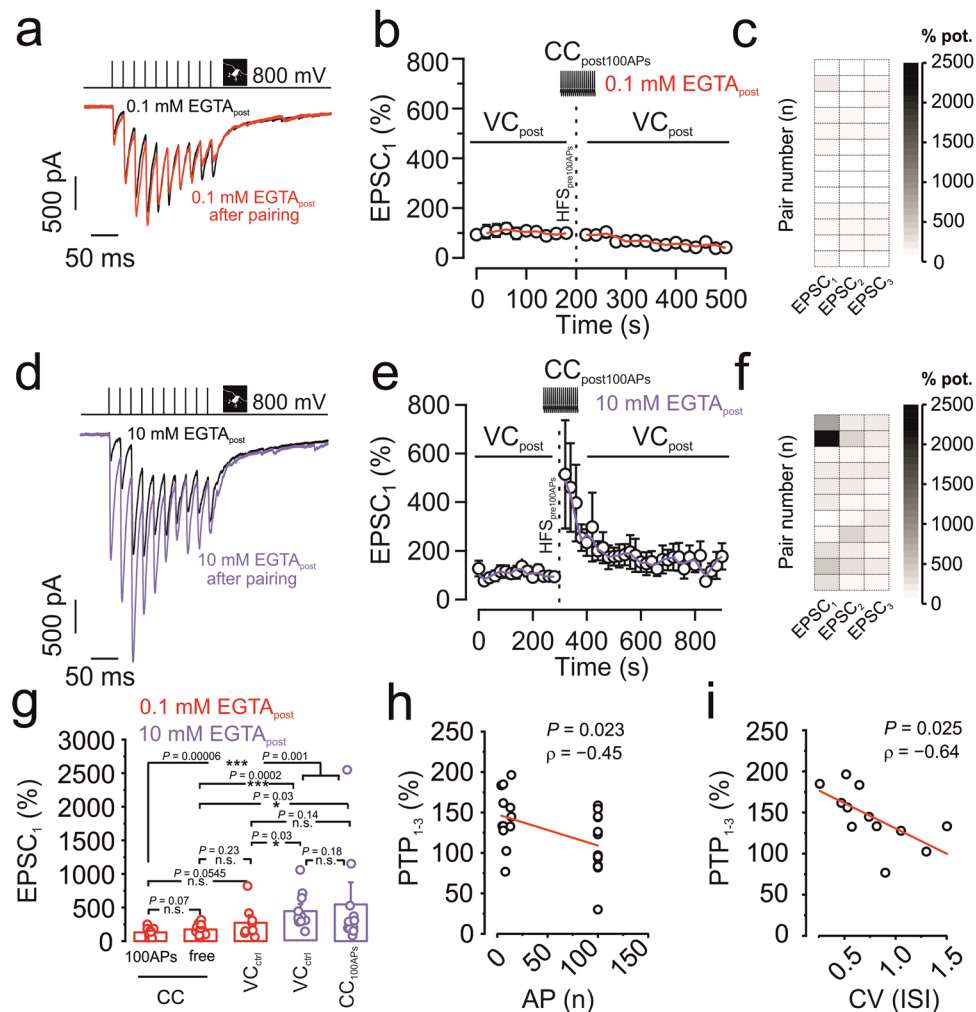 a
800 mV
0.1 mM EGTApost
0.1 mM EGTApost
after pairing
500 pA
50 ms
b
CCpost100APs
0.1 mM EGTApost
VCpost
VCpost
HFSpre100APs
EPSC1 (%)
800
600
400
200
0
0 100 200 300 400 500
Time (s)
c
% pot.
2500
2000
1500
1000
500
0
Pair number (n)
EPSC1 EPSC2 EPSC3
d
800 mV
10 mM EGTApost
10 mM EGTApost
after pairing
500 pA
50 ms
e
CCpost100APs
10 mM EGTApost
VCpost
VCpost
HFSpre100APs
EPSC1 (%)
800
600
400
200
0
0 200 400 600 800
Time (s)
f
% pot.
2500
2000
1500
1000
500
0
Pair number (n)
EPSC1 EPSC2 EPSC3
g
0.1 mM EGTApost
10 mM EGTApost
EPSC1 (%)
3000
2500
2000
1500
1000
500
0
P = 0.00006
***
P = 0.001
P = 0.0002
***
P = 0.03
*
P = 0.14
n.s.
P = 0.03
*
P = 0.23
n.s.
P = 0.18
n.s.
P = 0.0545
n.s.
P = 0.07
n.s.
100APs free
CC
VCctrl
VCctrl
CC100APs
h
P = 0.023
ρ = −0.45
PTP1-3 (%)
250
200
150
100
50
0
0 50 100 150
AP (n)
i
P = 0.025
ρ = −0.64
PTP1-3 (%)
250
200
150
100
50
0
0.5 1.0 1.5
CV (ISI)